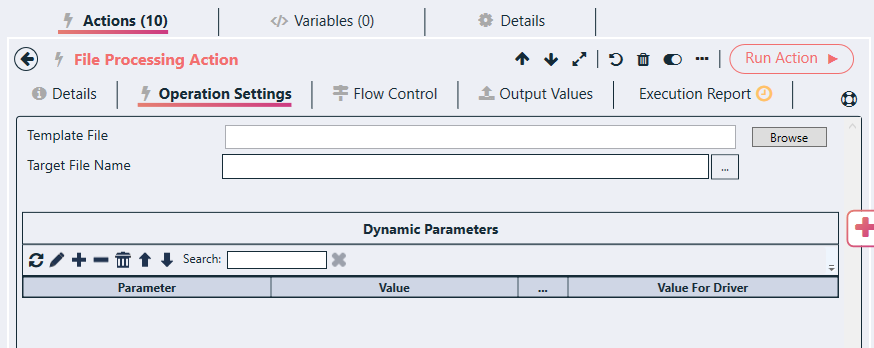 Actions (10) Variables (0) Details
File Processing Action Run Action
Details Operation Settings Flow Control Output Values Execution Report
Template File Browse
Target File Name ...
Dynamic Parameters
Search:
Parameter Value ... Value For Driver